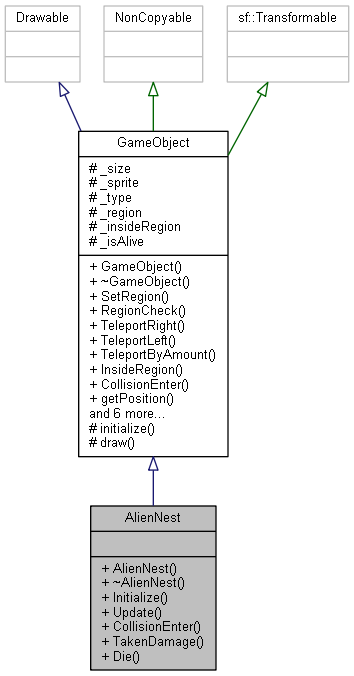 Drawable
NonCopyable
sf::Transformable
GameObject
# _size
# _sprite
# _type
# _region
# _insideRegion
# _isAlive
+ GameObject()
+ ~GameObject()
+ SetRegion()
+ RegionCheck()
+ TeleportRight()
+ TeleportLeft()
+ TeleportByAmount()
+ InsideRegion()
+ CollisionEnter()
+ getPosition()
and 6 more...
# initialize()
# draw()
AlienNest
+ AlienNest()
+ ~AlienNest()
+ Initialize()
+ Update()
+ CollisionEnter()
+ TakenDamage()
+ Die()